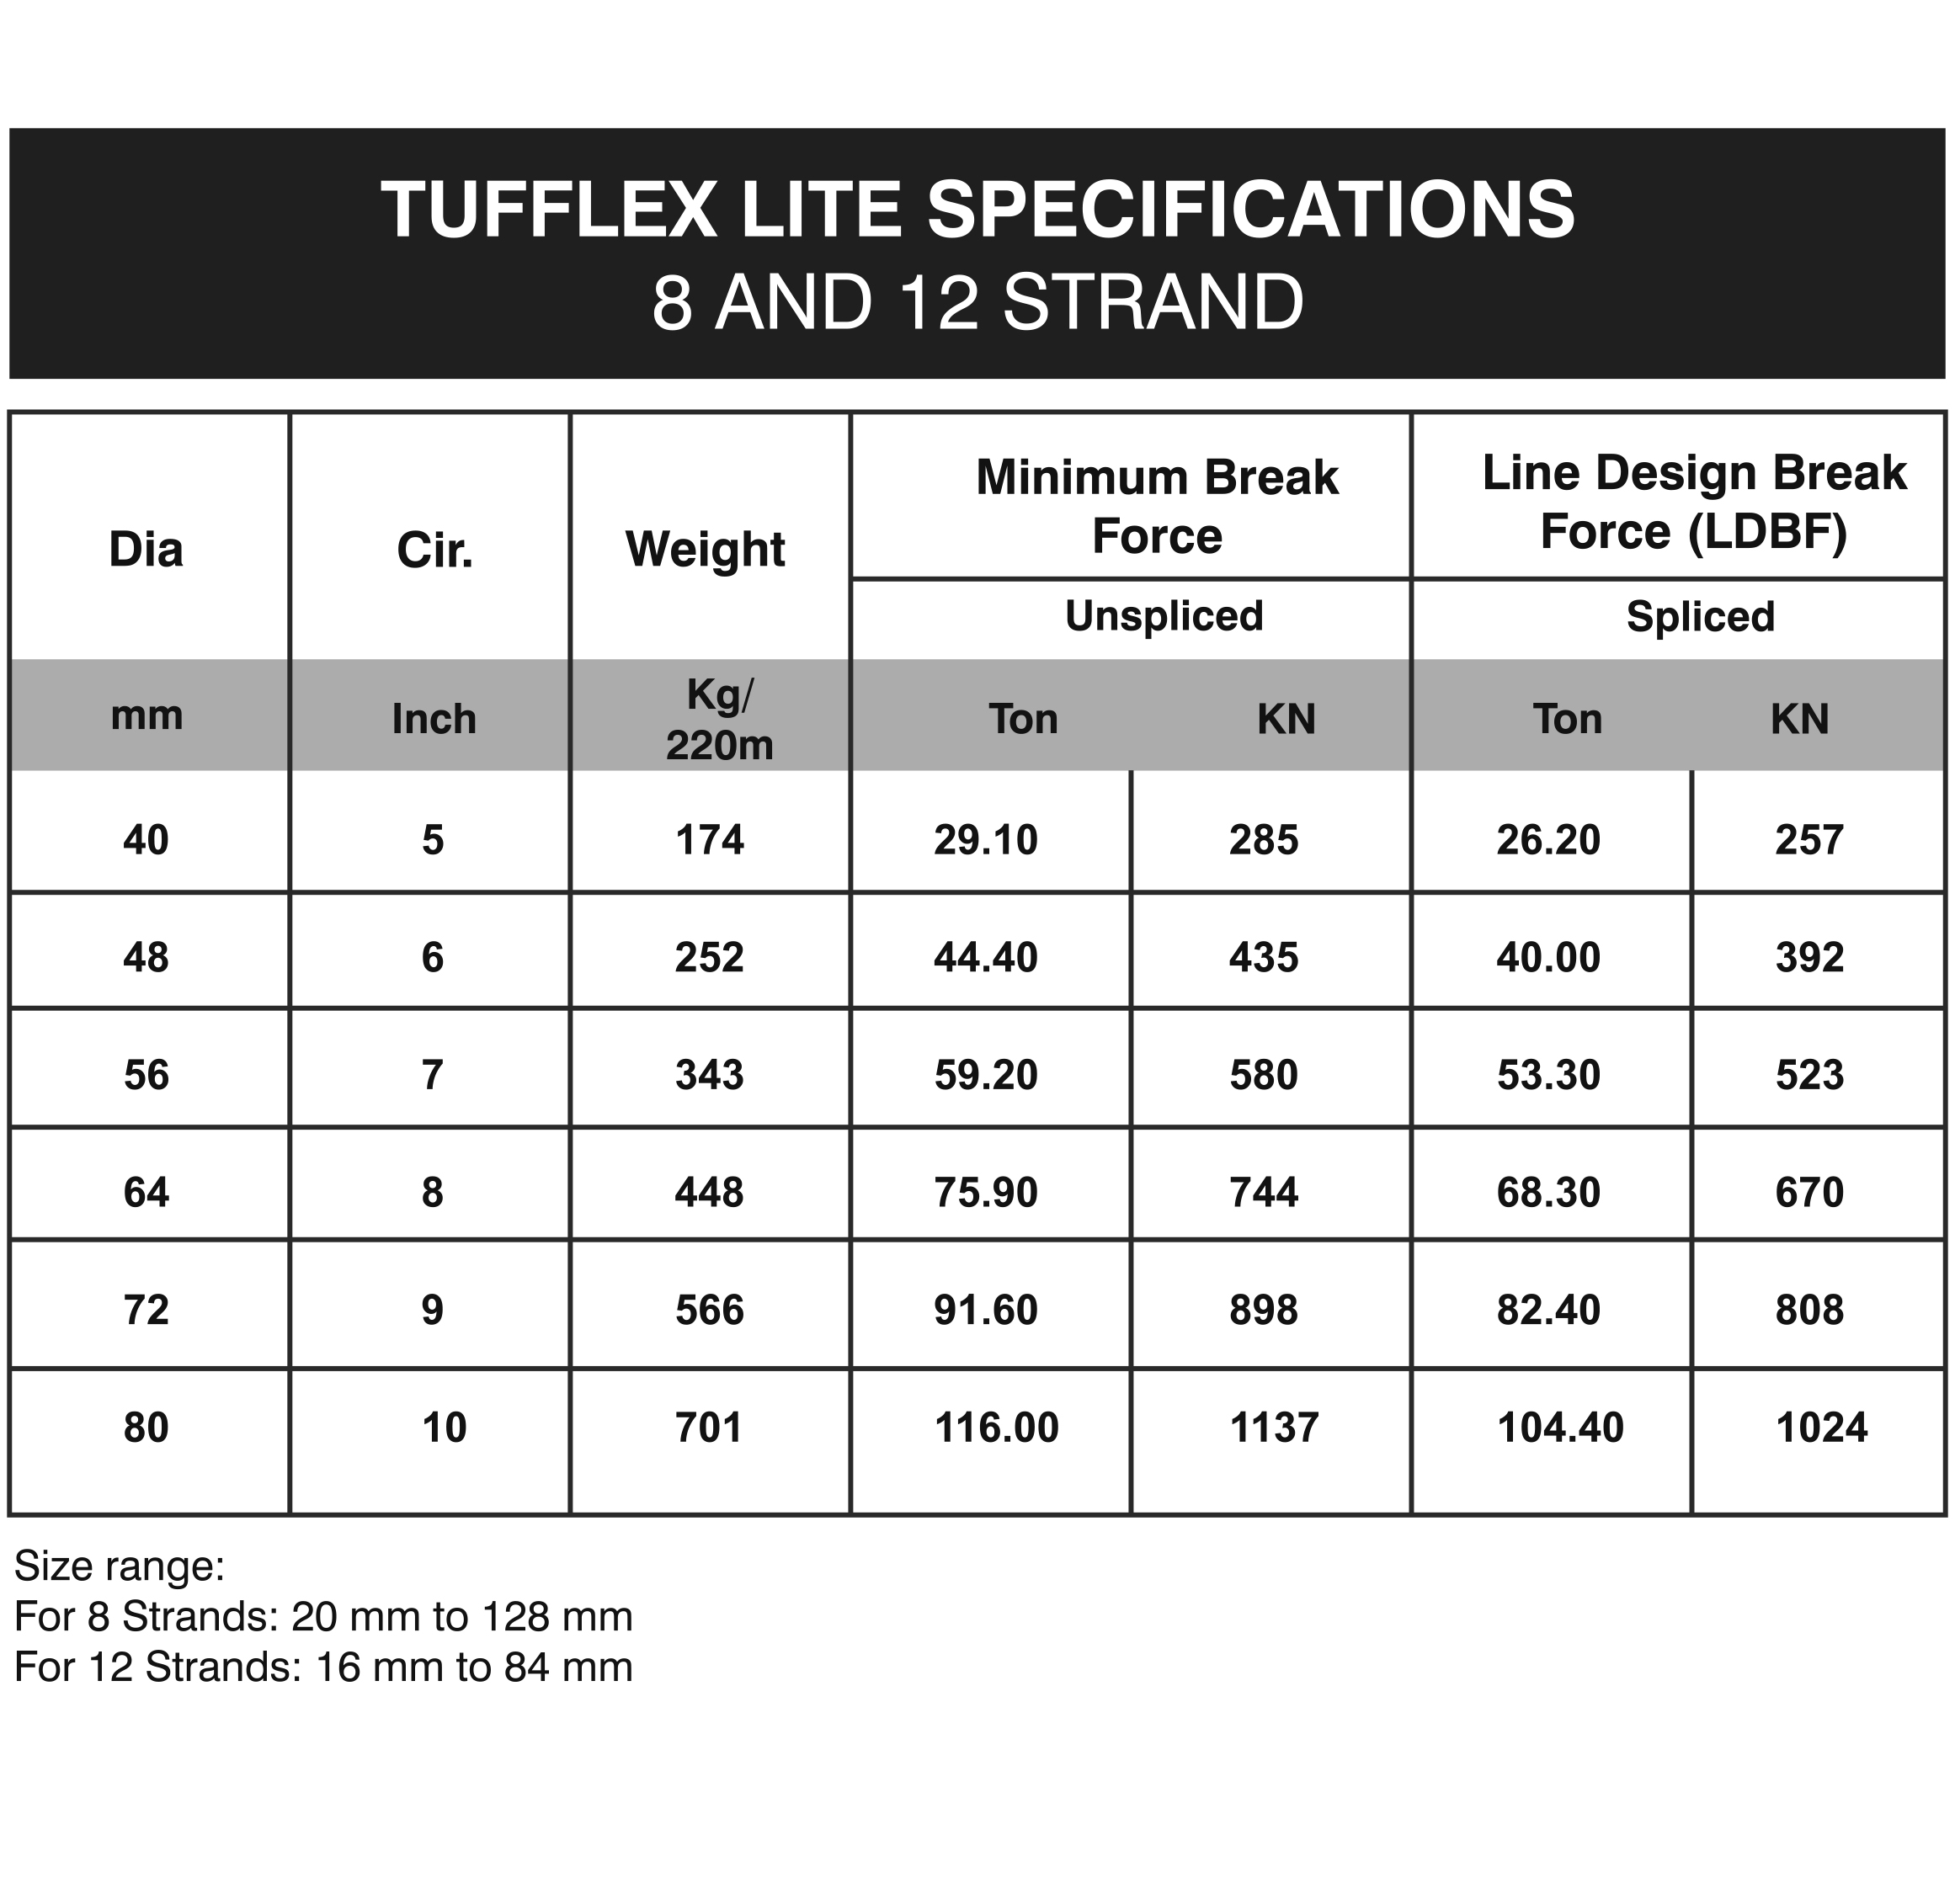 TUFFLEX LITE SPECIFICATIONS
8 AND 12 STRAND
Dia Cir. Weight Minimum Break Force Line Design Break Force (LDBF)
Unspliced Spliced
mm Inch Kg/ 220m Ton KN Ton KN
40 5 174 29.10 285 26.20 257
48 6 252 44.40 435 40.00 392
56 7 343 59.20 580 53.30 523
64 8 448 75.90 744 68.30 670
72 9 566 91.60 898 82.40 808
80 10 701 116.00 1137 104.40 1024
Size range:
For 8 Strands: 20 mm to 128 mm
For 12 Strands: 16 mm to 84 mm